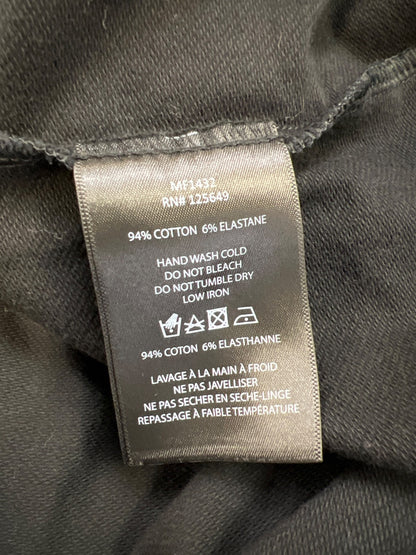 MF1431
RN# 125649
94% COTTON 6% ELASTANE
HAND WASH COLD
DO NOT BLEACH
DO NOT TUMBLE DRY
LOW IRON
94% COTON 6% ELASTHANNE
LAVAGE À LA MAIN À FROID
NE PAS JAVELLISER
NE PAS SECHER EN SECHE-LINGE
REPASSAGE À FAIBLE TEMPÉRATURE